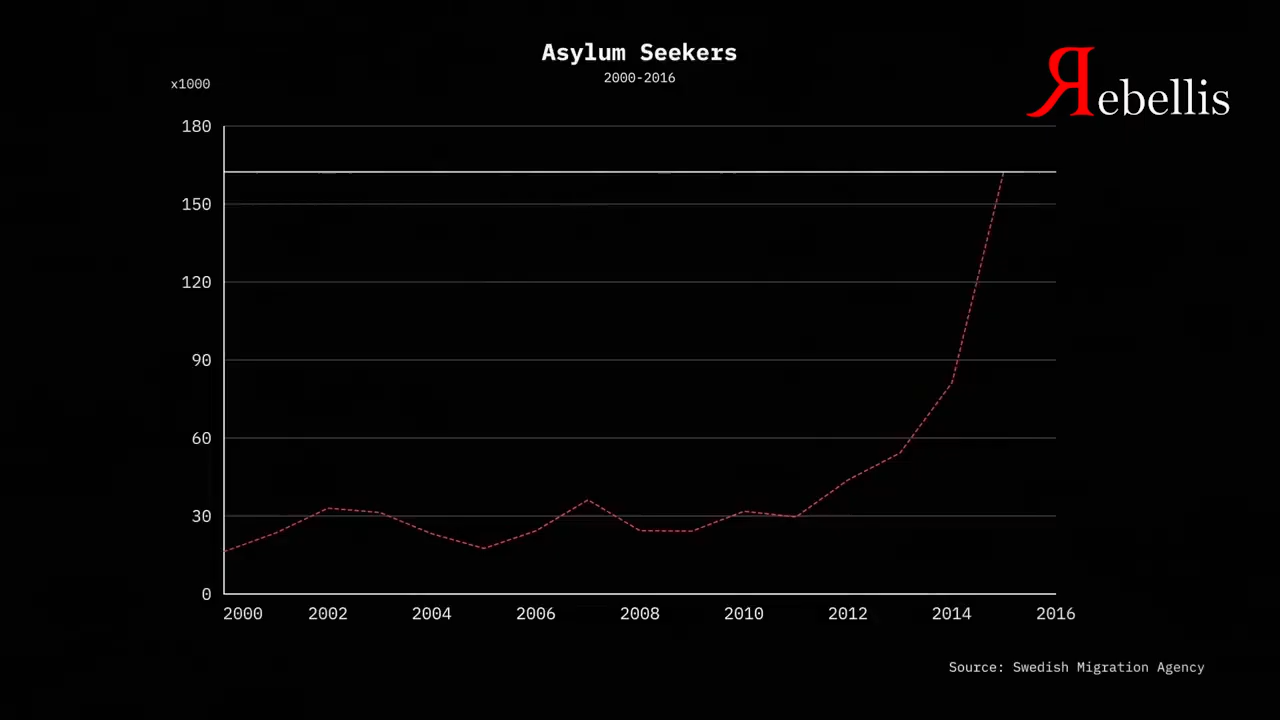 Asylum Seekers
2000-2016
x1000
Rebellis
180
150
120
90
60
30
0
2000 2002 2004 2006 2008 2010 2012 2014 2016
Source: Swedish Migration Agency